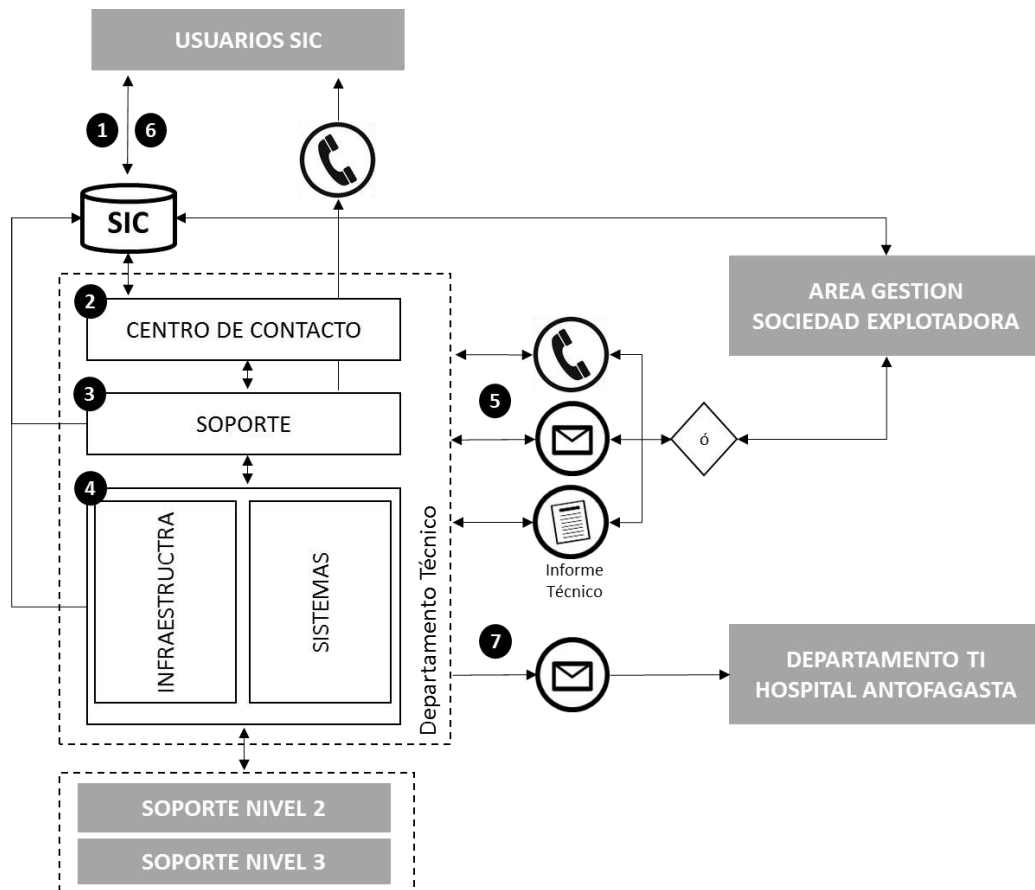 USUARIOS SIC
1
6
SIC
2
CENTRO DE CONTACTO
3
SOPORTE
4
INFRAESTRUCTRA
SISTEMAS
Departamento Técnico
5
Informe
Técnico
ó
AREA GESTION
SOCIEDAD EXPLOTADORA
7
DEPARTAMENTO TI
HOSPITAL ANTOFAGASTA
SOPORTE NIVEL 2
SOPORTE NIVEL 3